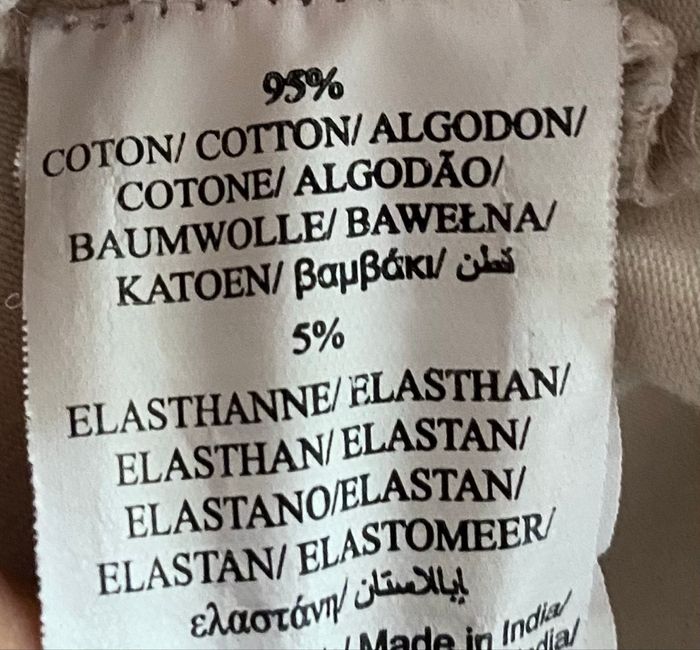 95%
COTON/ COTTON/ ALGODON/
COTONE/ ALGODÃO/
BAUMWOLLE/ BAWEŁNA/
KATOEN/ βαμβάκι/ قطن
5%
ELASTHANNE/ ELASTHAN/
ELASTHAN/ ELASTAN/
ELASTANO/ELASTAN/
ELASTAN/ ELASTOMEER/
ελαστάνη/ إيلاستان
/ Made in India/